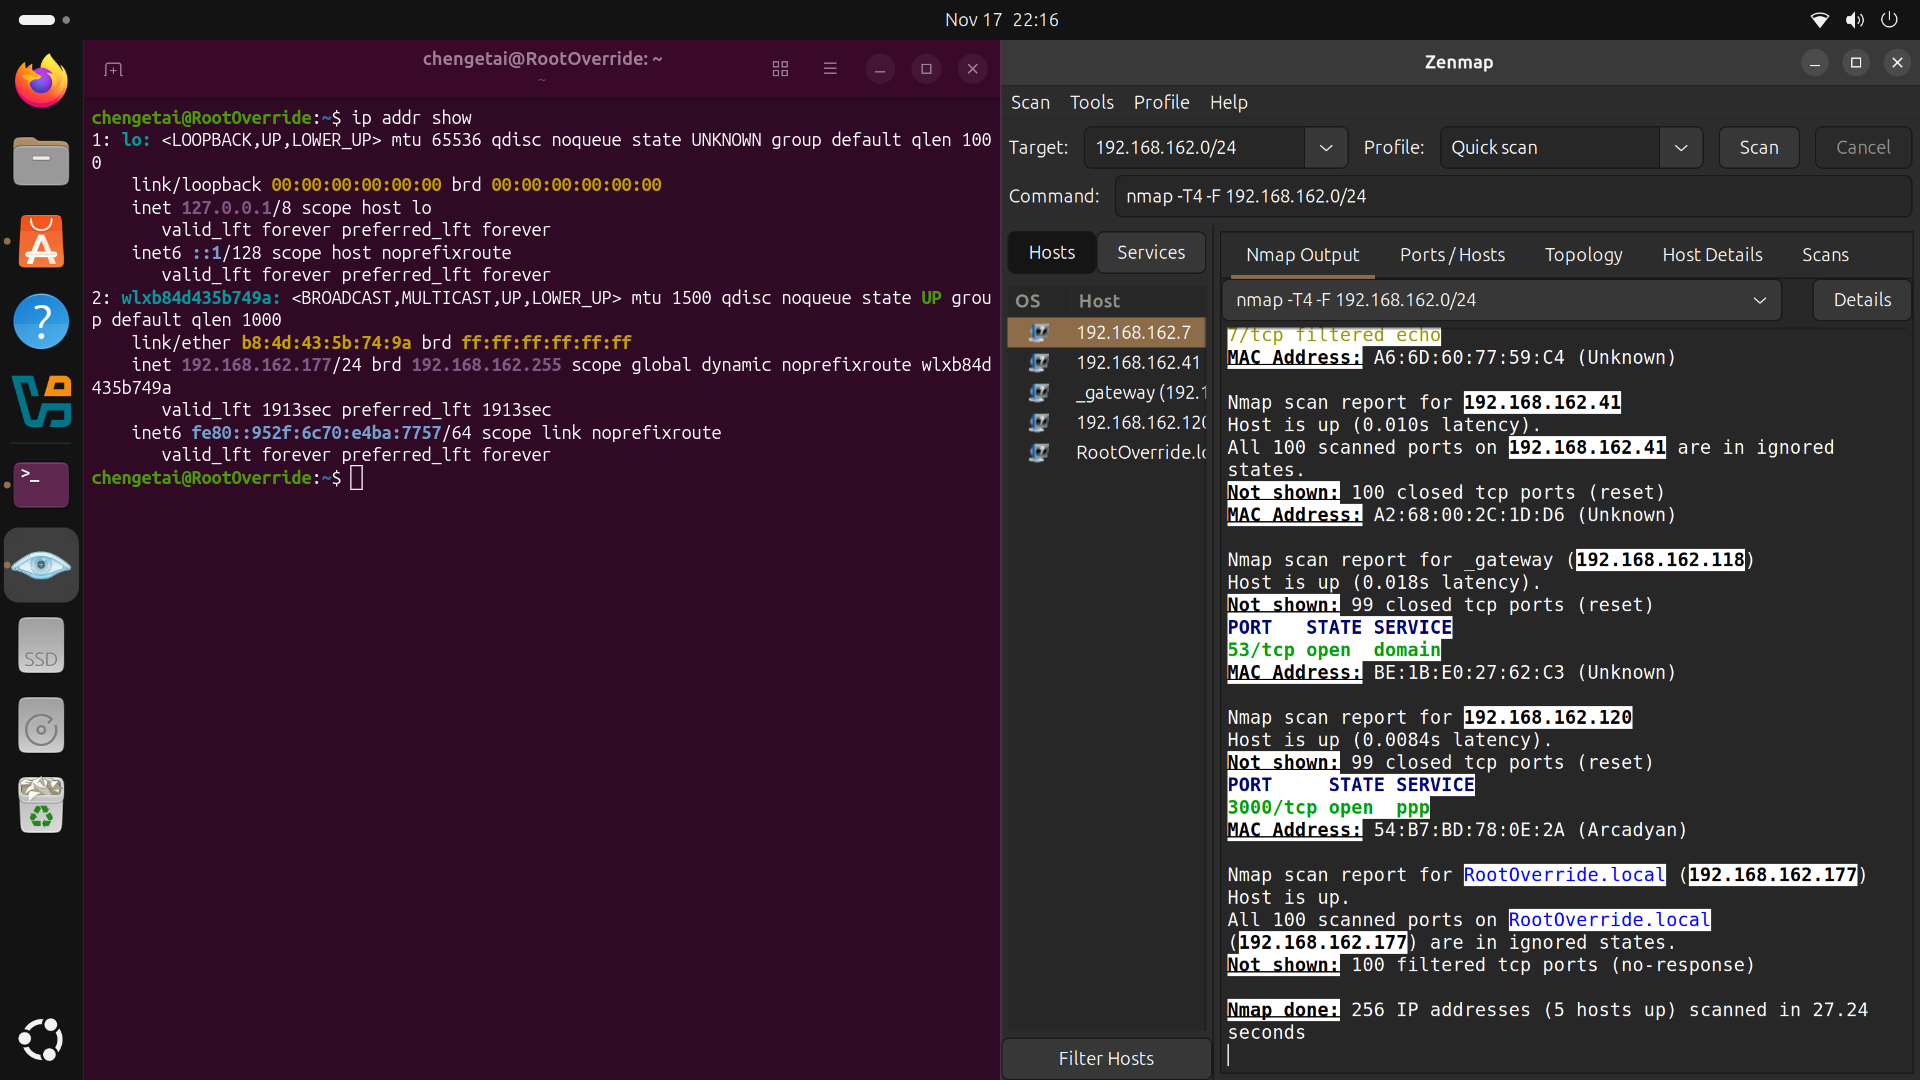 Nov 17 22:16
chengetai@RootOverride: ~
~
chengetai@RootOverride:~$ ip addr show
1: lo: <LOOPBACK,UP,LOWER_UP> mtu 65536 qdisc noqueue state UNKNOWN group default qlen 100
0
link/loopback 00:00:00:00:00:00 brd 00:00:00:00:00:00
inet 127.0.0.1/8 scope host lo
valid_lft forever preferred_lft forever
inet6 ::1/128 scope host noprefixroute
valid_lft forever preferred_lft forever
2: wlxb84d435b749a: <BROADCAST,MULTICAST,UP,LOWER_UP> mtu 1500 qdisc noqueue state UP grou
p default qlen 1000
link/ether b8:4d:43:5b:74:9a brd ff:ff:ff:ff:ff:ff
inet 192.168.162.177/24 brd 192.168.162.255 scope global dynamic noprefixroute wlxb84d
435b749a
valid_lft 1913sec preferred_lft 1913sec
inet6 fe80::952f:6c70:e4ba:7757/64 scope link noprefixroute
valid_lft forever preferred_lft forever
chengetai@RootOverride:~$
SSD
Zenmap
Scan Tools Profile Help
Target: 192.168.162.0/24 Profile: Quick scan Scan Cancel
Command: nmap -T4 -F 192.168.162.0/24
Hosts Services
OS Host
192.168.162.7
192.168.162.41
_gateway (192.1
192.168.162.120
RootOverride.lo
Filter Hosts
Nmap Output Ports / Hosts Topology Host Details Scans
nmap -T4 -F 192.168.162.0/24 Details
7/tcp filtered echo
MAC Address: A6:6D:60:77:59:C4 (Unknown)
Nmap scan report for 192.168.162.41
Host is up (0.010s latency).
All 100 scanned ports on 192.168.162.41 are in ignored
states.
Not shown: 100 closed tcp ports (reset)
MAC Address: A2:68:00:2C:1D:D6 (Unknown)
Nmap scan report for _gateway (192.168.162.118)
Host is up (0.018s latency).
Not shown: 99 closed tcp ports (reset)
PORT STATE SERVICE
53/tcp open domain
MAC Address: BE:1B:E0:27:62:C3 (Unknown)
Nmap scan report for 192.168.162.120
Host is up (0.0084s latency).
Not shown: 99 closed tcp ports (reset)
PORT STATE SERVICE
3000/tcp open ppp
MAC Address: 54:B7:BD:78:0E:2A (Arcadyan)
Nmap scan report for RootOverride.local (192.168.162.177)
Host is up.
All 100 scanned ports on RootOverride.local
(192.168.162.177) are in ignored states.
Not shown: 100 filtered tcp ports (no-response)
Nmap done: 256 IP addresses (5 hosts up) scanned in 27.24
seconds